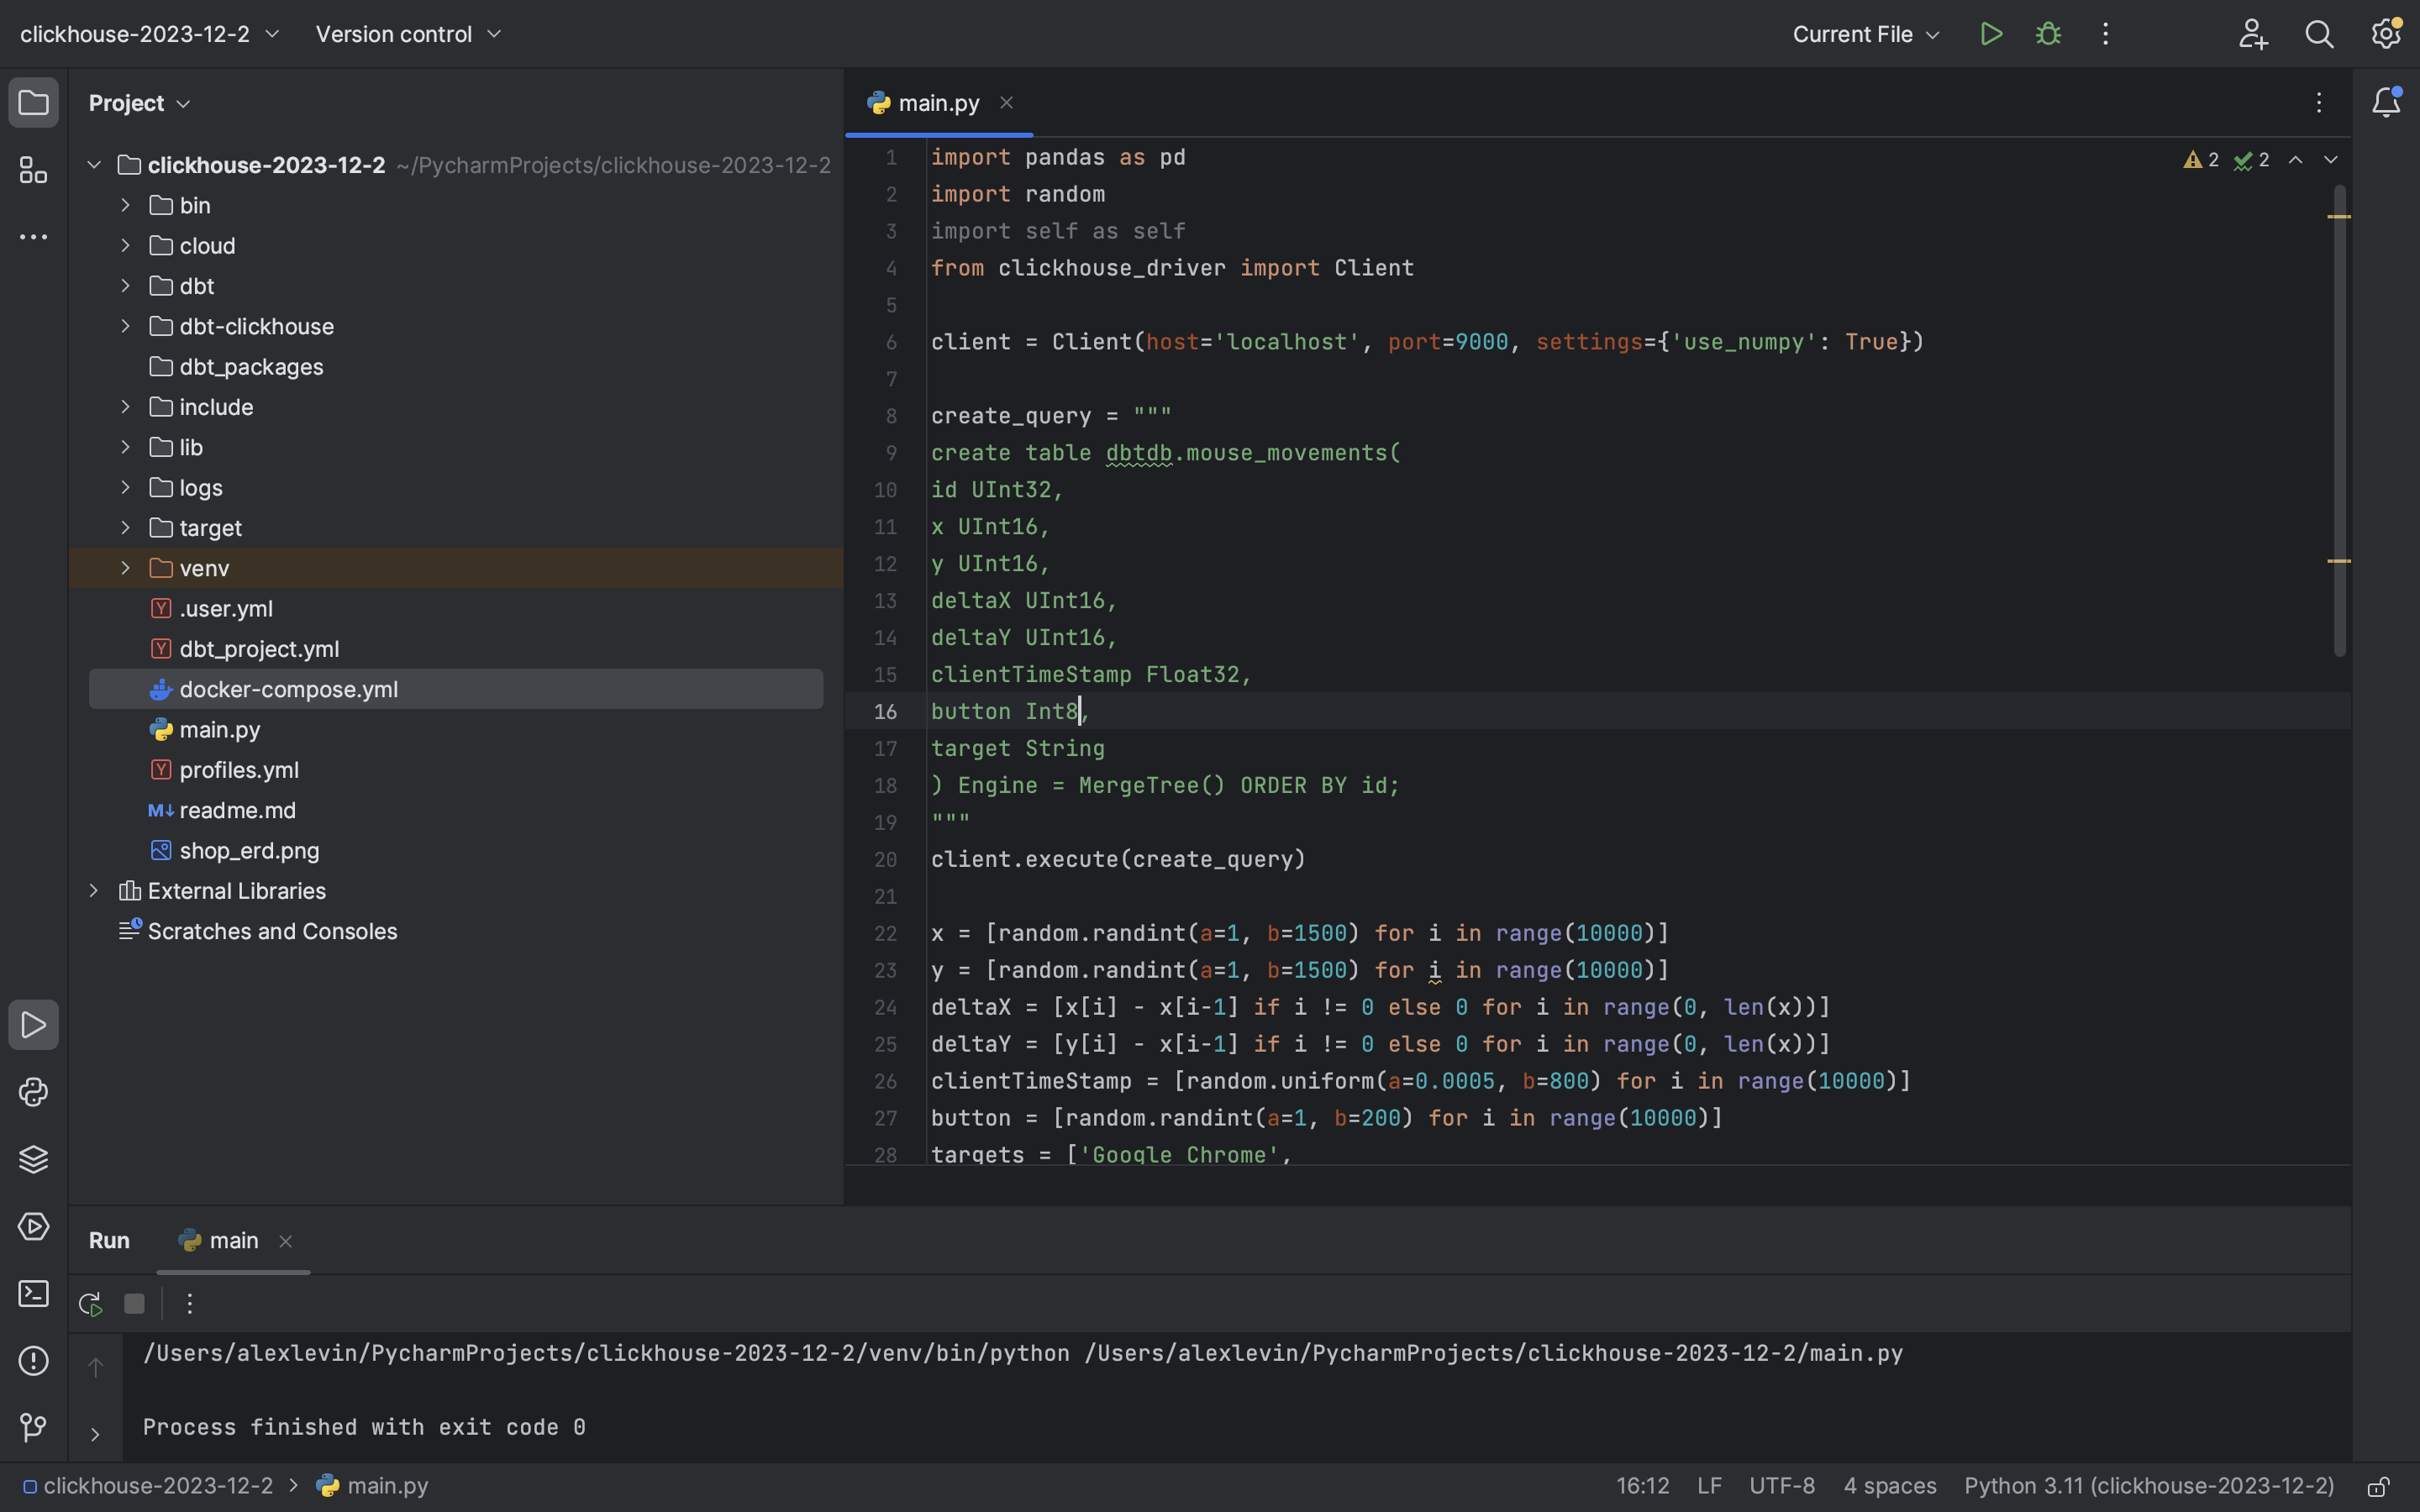 clickhouse-2023-12-2 Version control Current File
Project
clickhouse-2023-12-2 ~/PycharmProjects/clickhouse-2023-12-2
bin
cloud
dbt
dbt-clickhouse
dbt_packages
include
lib
logs
target
venv
.user.yml
dbt_project.yml
docker-compose.yml
main.py
profiles.yml
readme.md
shop_erd.png
External Libraries
Scratches and Consoles
main.py
2 2
1 import pandas as pd
2 import random
3 import self as self
4 from clickhouse_driver import Client
5
6 client = Client(host='localhost', port=9000, settings={'use_numpy': True})
7
8 create_query = """
9 create table dbtdb.mouse_movements(
10 id UInt32,
11 x UInt16,
12 y UInt16,
13 deltaX UInt16,
14 deltaY UInt16,
15 clientTimeStamp Float32,
16 button Int8,
17 target String
18 ) Engine = MergeTree() ORDER BY id;
19 """
20 client.execute(create_query)
21
22 x = [random.randint(a=1, b=1500) for i in range(10000)]
23 y = [random.randint(a=1, b=1500) for i in range(10000)]
24 deltaX = [x[i] - x[i-1] if i != 0 else 0 for i in range(0, len(x))]
25 deltaY = [y[i] - x[i-1] if i != 0 else 0 for i in range(0, len(x))]
26 clientTimeStamp = [random.uniform(a=0.0005, b=800) for i in range(10000)]
27 button = [random.randint(a=1, b=200) for i in range(10000)]
28 targets = ['Google Chrome',
Run main
/Users/alexlevin/PycharmProjects/clickhouse-2023-12-2/venv/bin/python /Users/alexlevin/PycharmProjects/clickhouse-2023-12-2/main.py
Process finished with exit code 0
clickhouse-2023-12-2 > main.py 16:12 LF UTF-8 4 spaces Python 3.11 (clickhouse-2023-12-2)